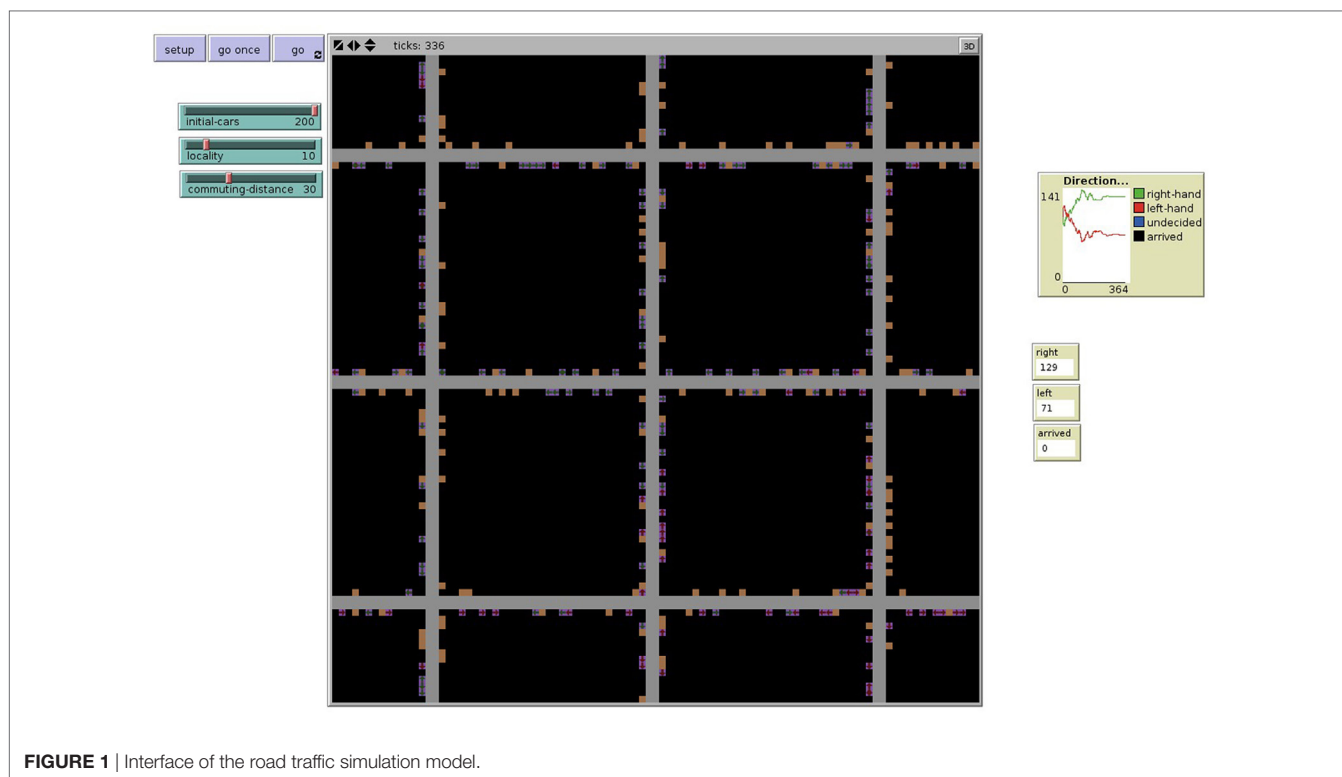 setup go once go
ticks: 336
3D
initial-cars 200
locality 10
commuting-distance 30
Direction...
141
0
0 364
right-hand
left-hand
undecided
arrived
right
129
left
71
arrived
0
FIGURE 1 | Interface of the road traffic simulation model.